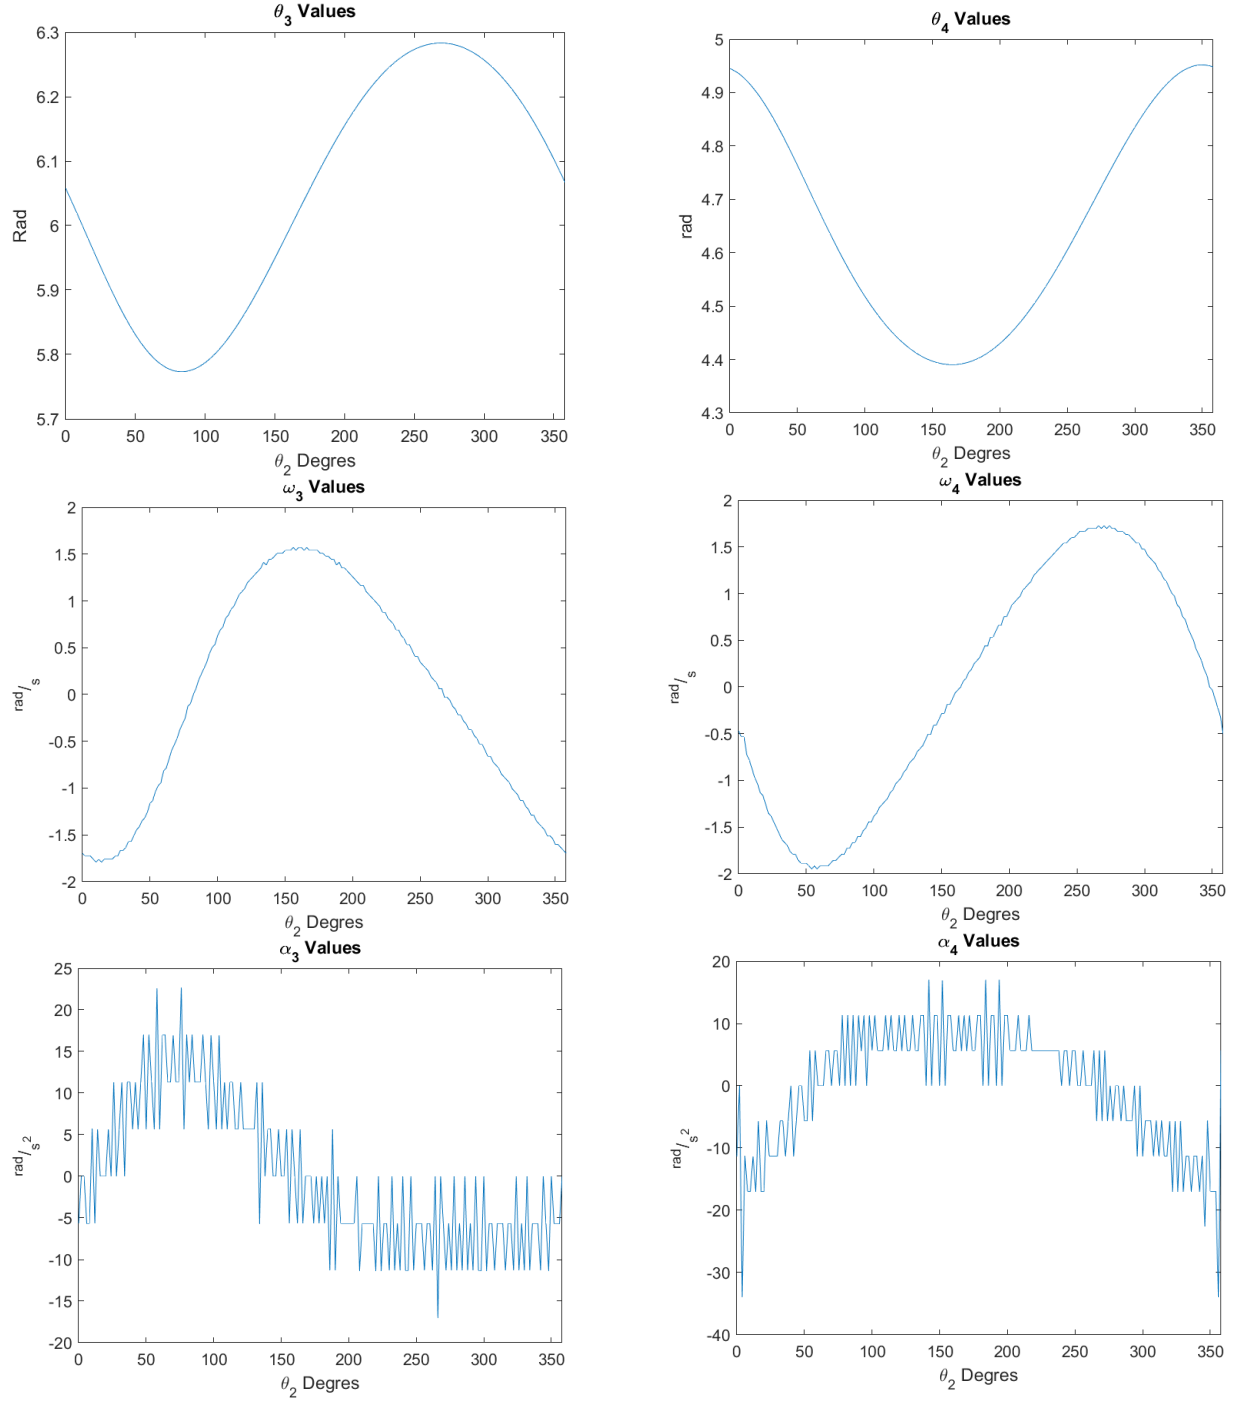 θ₃ Values
6.3
6.2
6.1
6
5.9
5.8
5.7
Rad
0 50 100 150 200 250 300 350
θ₂ Degres
θ₄ Values
5
4.9
4.8
4.7
4.6
4.5
4.4
4.3
rad
0 50 100 150 200 250 300 350
θ₂ Degres
ω₃ Values
2
1.5
1
0.5
0
-0.5
-1
-1.5
-2
rad/s
0 50 100 150 200 250 300 350
θ₂ Degres
ω₄ Values
2
1.5
1
0.5
0
-0.5
-1
-1.5
-2
rad/s
0 50 100 150 200 250 300 350
θ₂ Degres
α₃ Values
25
20
15
10
5
0
-5
-10
-15
-20
rad/s²
0 50 100 150 200 250 300 350
θ₂ Degres
α₄ Values
20
10
0
-10
-20
-30
-40
rad/s²
0 50 100 150 200 250 300 350
θ₂ Degres